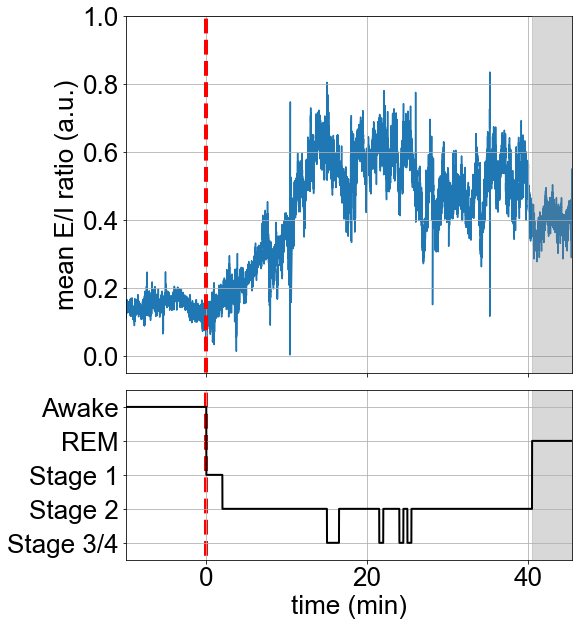 1.0
0.8
0.6
0.4
0.2
0.0
mean E/I ratio (a.u.)
Awake
REM
Stage 1
Stage 2
Stage 3/4
0 20 40
time (min)